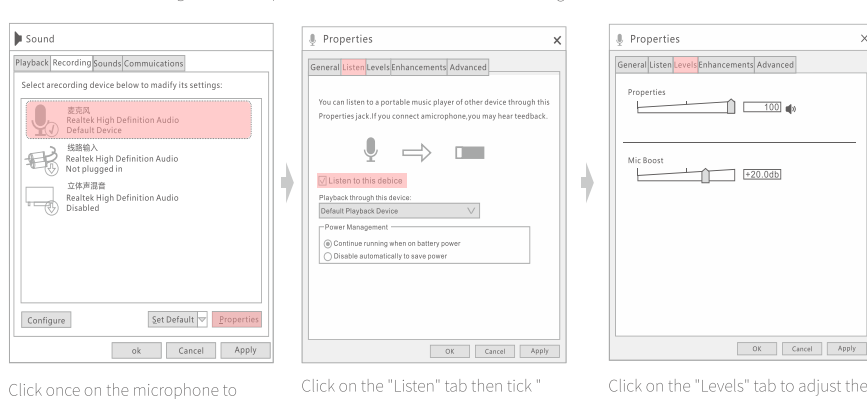 Sound
Playback Recording Sounds Commuications
Select arecording device below to madify its settings:
麦克风
Realtek High Definition Audio
Default Device
线路输入
Realtek High Definition Audio
Not plugged in
立体声混音
Realtek High Definition Audio
Disabled
Configure Set Default Properties
ok Cancel Apply
Click once on the microphone to
Properties X
General Listen Levels Enhancements Advanced
You can listen to a portable music player of other device through this
Properties jack.If you connect amicrophone,you may hear teedback.
Listen to this debice
Playback through this device:
Default Playback Device
Power Management
Continue running when on battery power
Disable automatically to save power
OK Cancel Apply
Click on the "Listen" tab then tick "
Properties X
General Listen Levels Enhancements Advanced
Properties
100
Mic Boost
+20.0db
OK Cancel Apply
Click on the "Levels" tab to adjust the